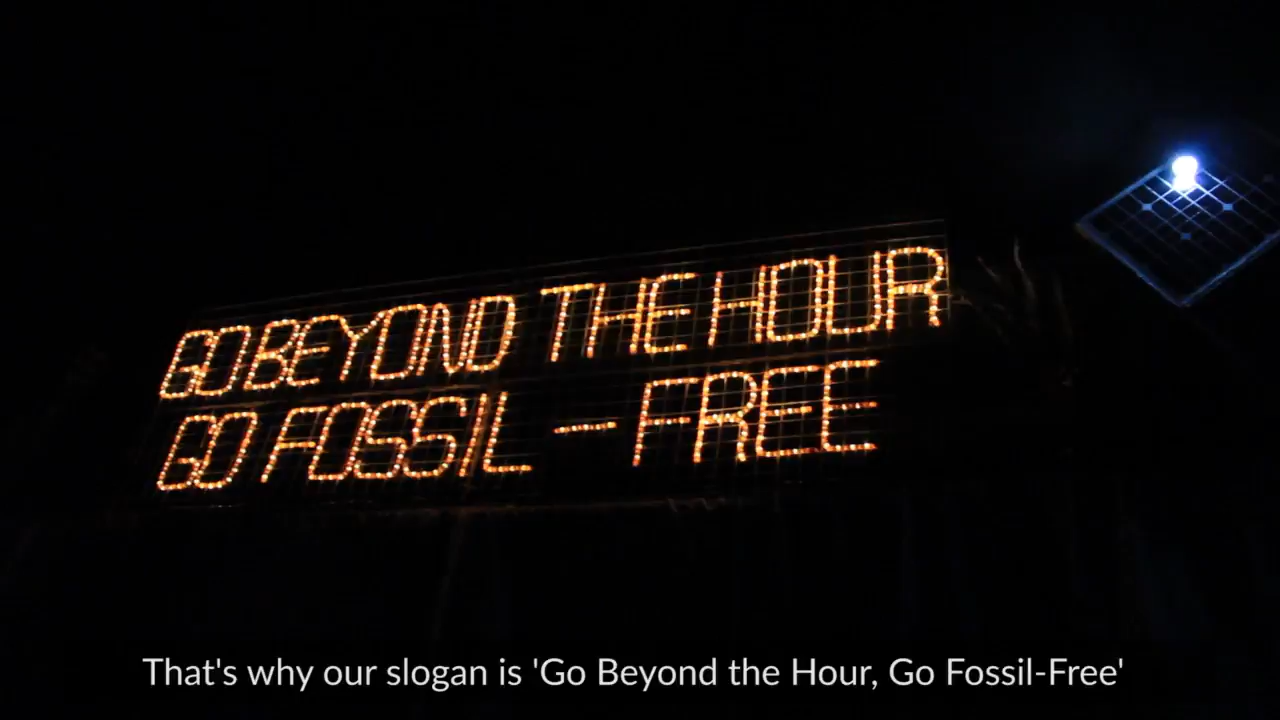 GO BEYOND THE HOUR
GO FOSSIL - FREE
That's why our slogan is 'Go Beyond the Hour, Go Fossil-Free'